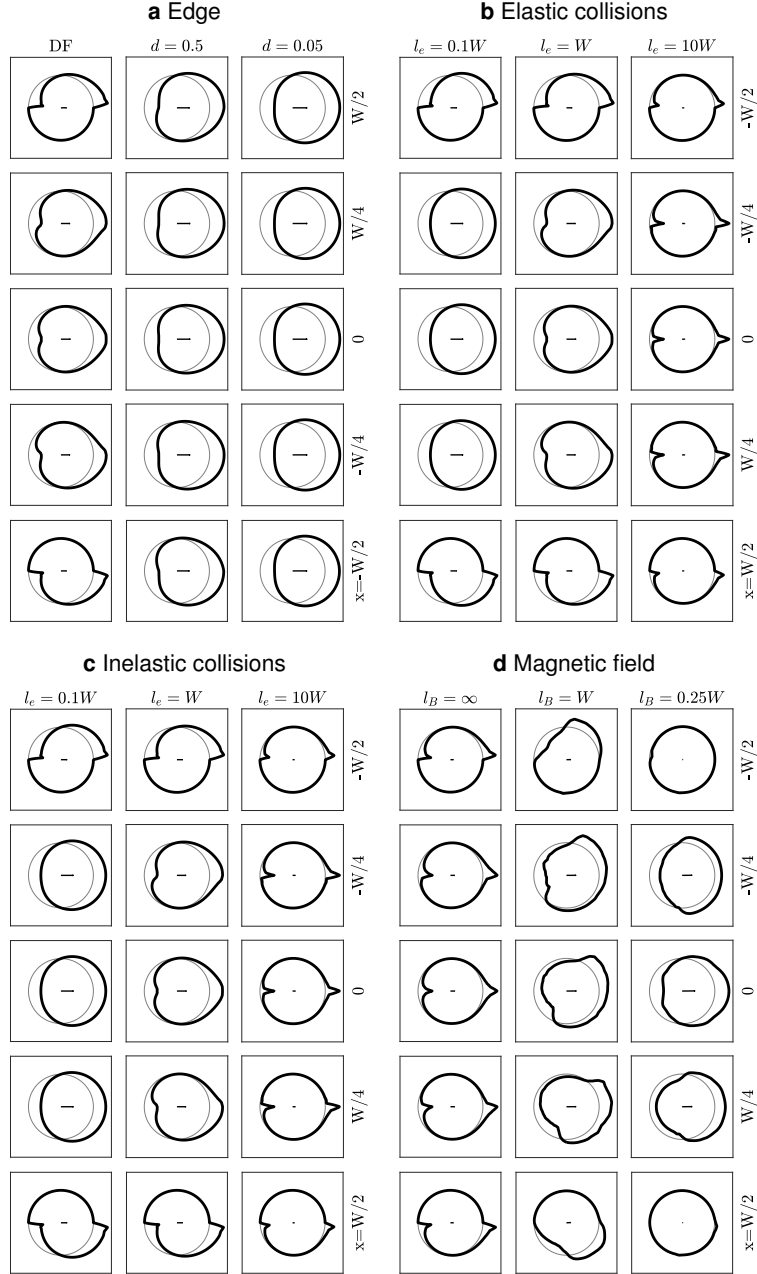 a Edge
DF
d = 0.5
d = 0.05
W/2
W/4
0
-W/4
x=-W/2
b Elastic collisions
l_e = 0.1W
l_e = W
l_e = 10W
-W/2
-W/4
0
W/4
x=W/2
c Inelastic collisions
l_e = 0.1W
l_e = W
l_e = 10W
-W/2
-W/4
0
W/4
x=W/2
d Magnetic field
l_B = ∞
l_B = W
l_B = 0.25W
-W/2
-W/4
0
W/4
x=W/2